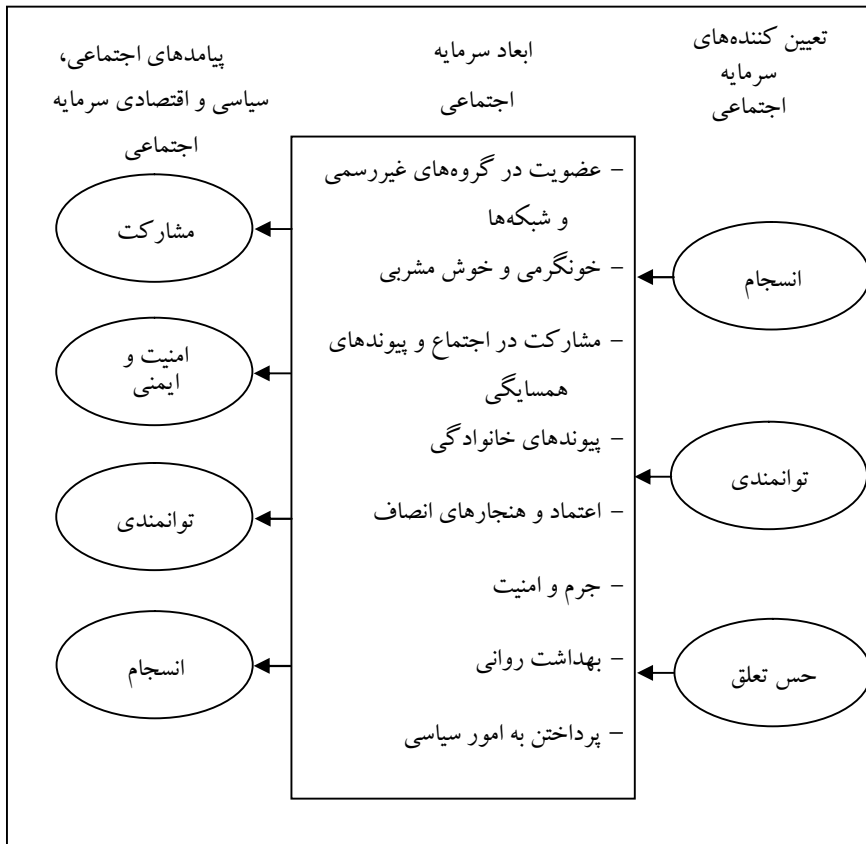 تعیین کننده‌های
سرمایه
اجتماعی
انسجام
توانمندی
حس تعلق
ابعاد سرمایه
اجتماعی
– عضویت در گروه‌های غیررسمی
و شبکه‌ها
– خونگرمی و خوش مشربی
– مشارکت در اجتماع و پیوندهای
همسایگی
– پیوندهای خانوادگی
– اعتماد و هنجارهای انصاف
– جرم و امنیت
– بهداشت روانی
– پرداختن به امور سیاسی
پیامدهای اجتماعی،
سیاسی و اقتصادی سرمایه
اجتماعی
مشارکت
امنیت و
ایمنی
توانمندی
انسجام